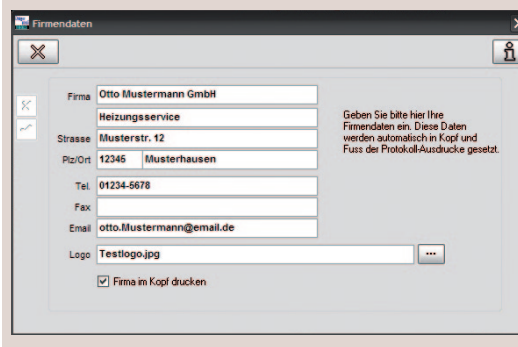 Firmendaten
Firma Otto Mustermann GmbH
Heizungsservice
Strasse Musterstr. 12
Plz/Ort 12345 Musterhausen
Tel. 01234-5678
Fax
Email otto.Mustermann@email.de
Logo Testlogo.jpg ...
Firma im Kopf drucken
Geben Sie bitte hier Ihre
Firmendaten ein. Diese Daten
werden automatisch in Kopf und
Fuss der Protokoll-Ausdrucke gesetzt.